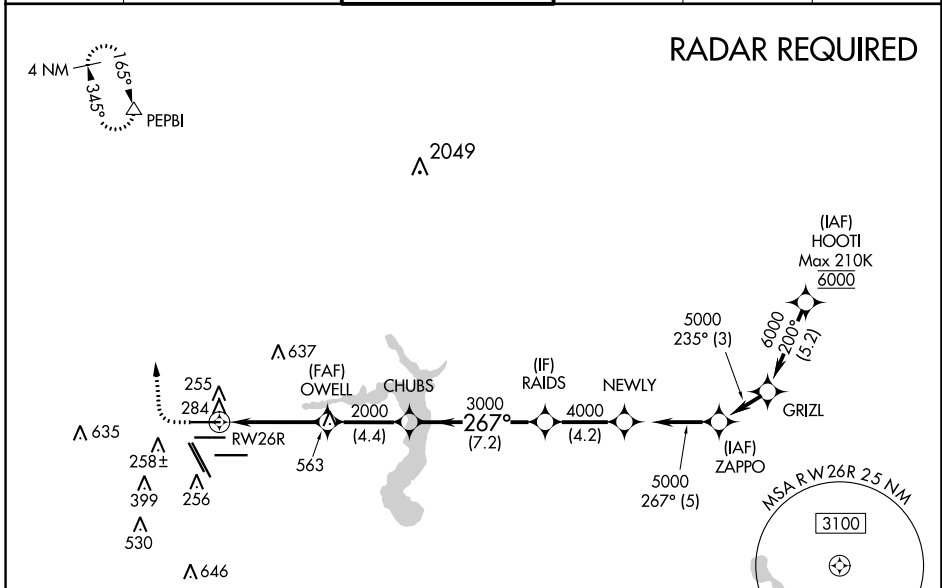 RADAR REQUIRED
4 NM
165°
345°
PEPBI
2049
(IAF)
HOOTI
Max 210K
6000
6000
200°
(5.2)
5000
235° (3)
GRIZL
637
(FAF)
OWELL
CHUBS
(IF)
RAIDS
NEWLY
255
284
RW26R
2000
(4.4)
3000
267°
(7.2)
4000
(4.2)
(IAF)
ZAPPO
5000
267° (5)
563
635
258±
399
256
530
646
MSA RW26R 25 NM
3100